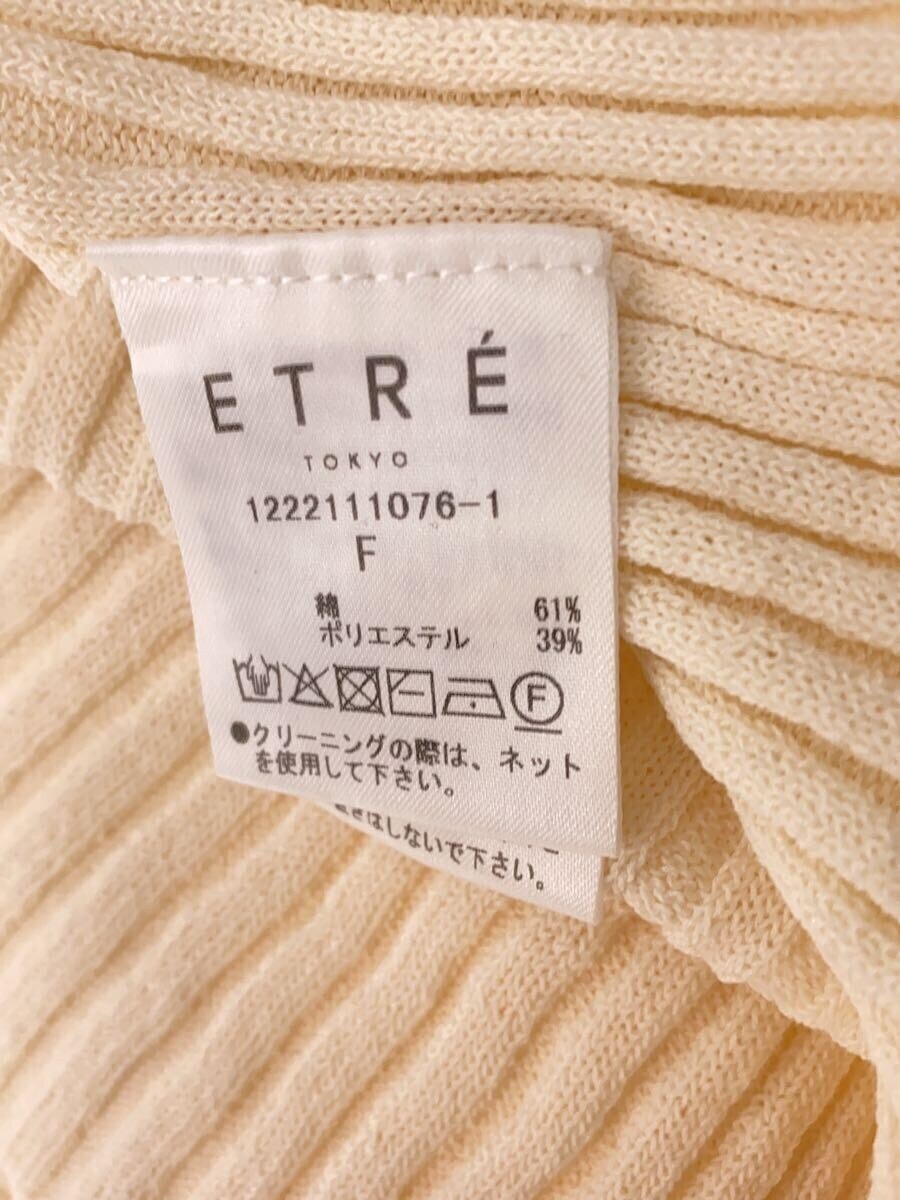 ETRÉ
TOKYO
1222111076-1
F
綿 61%
ポリエステル 39%
F
●クリーニングの際は、ネット
を使用して下さい。
はしないで下さい。